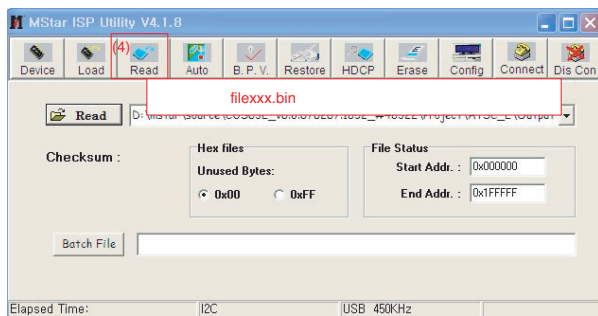 MStar ISP Utility V4.1.8
(4)
Device Load Read Auto B. P. V. Restore HDCP Erase Config Connect Dis Con
filexxx.bin
Read
Checksum :
Hex files
Unused Bytes:
0x00 0xFF
File Status
Start Addr. : 0x000000
End Addr. : 0x1FFFFF
Batch File
Elapsed Time: I2C USB 450KHz